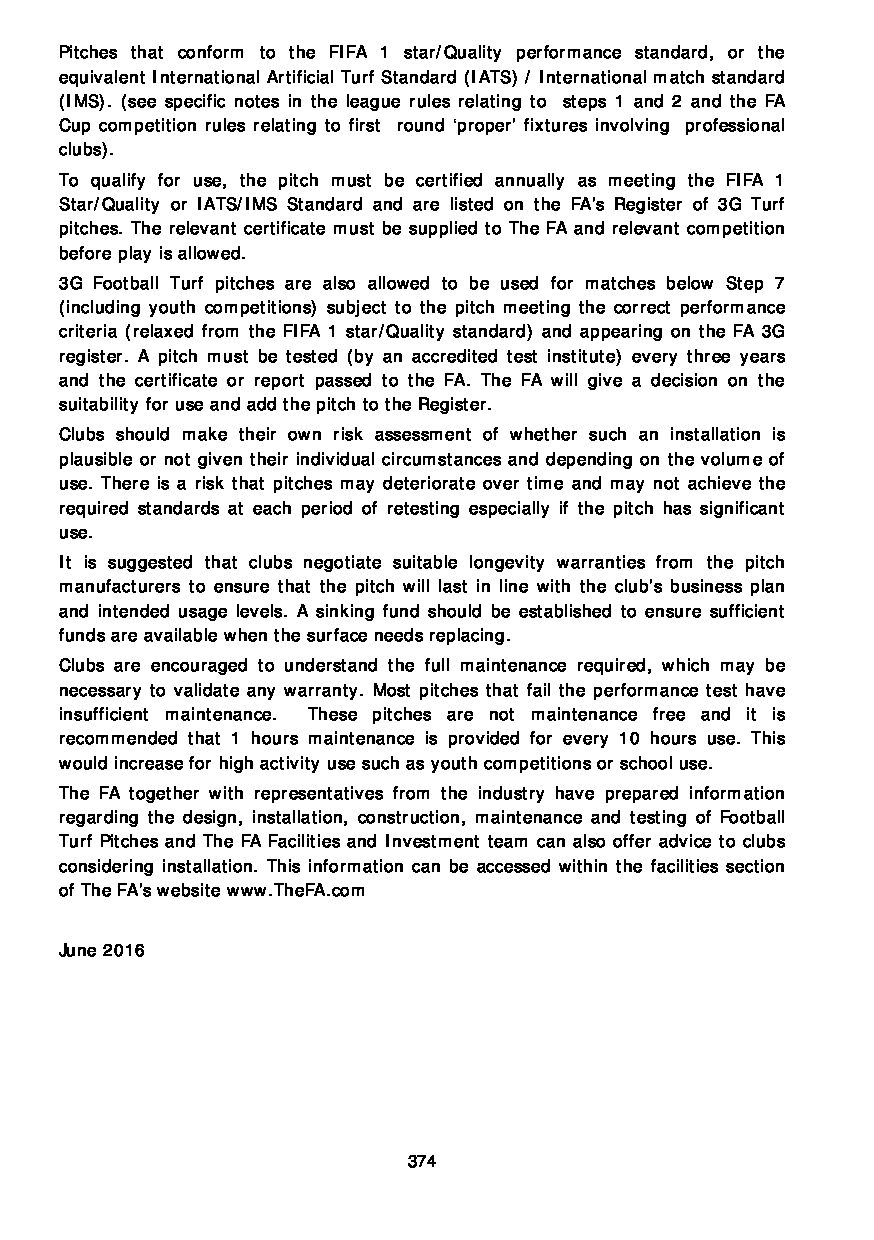 Pitches that conform to the FIFA 1 star/Quality performance standard, or the
equivalent International Artificial Turf Standard (IATS) / International match standard
(IMS). (see specific notes in the league rules relating to steps 1 and 2 and the FA
Cup competition rules relating to first round ‘proper’ fixtures involving professional
clubs).
To qualify for use, the pitch must be certified annually as meeting the FIFA 1
Star/Quality or IATS/IMS Standard and are listed on the FA's Register of 3G Turf
pitches. The relevant certificate must be supplied to The FA and relevant competition
before play is allowed.
3G Football Turf pitches are also allowed to be used for matches below Step 7
(including youth competitions) subject to the pitch meeting the correct performance
criteria (relaxed from the FIFA 1 star/Quality standard) and appearing on the FA 3G
register. A pitch must be tested (by an accredited test institute) every three years
and the certificate or report passed to the FA. The FA will give a decision on the
suitability for use and add the pitch to the Register.
Clubs should make their own risk assessment of whether such an installation is
plausible or not given their individual circumstances and depending on the volume of
use. There is a risk that pitches may deteriorate over time and may not achieve the
required standards at each period of retesting especially if the pitch has significant
use.
It is suggested that clubs negotiate suitable longevity warranties from the pitch
manufacturers to ensure that the pitch will last in line with the club's business plan
and intended usage levels. A sinking fund should be established to ensure sufficient
funds are available when the surface needs replacing.
Clubs are encouraged to understand the full maintenance required, which may be
necessary to validate any warranty. Most pitches that fail the performance test have
insufficient maintenance. These pitches are not maintenance free and it is
recommended that 1 hours maintenance is provided for every 10 hours use. This
would increase for high activity use such as youth competitions or school use.
The FA together with representatives from the industry have prepared information
regarding the design, installation, construction, maintenance and testing of Football
Turf Pitches and The FA Facilities and Investment team can also offer advice to clubs
considering installation. This information can be accessed within the facilities section
of The FA's website www.TheFA.com
June 2016
374